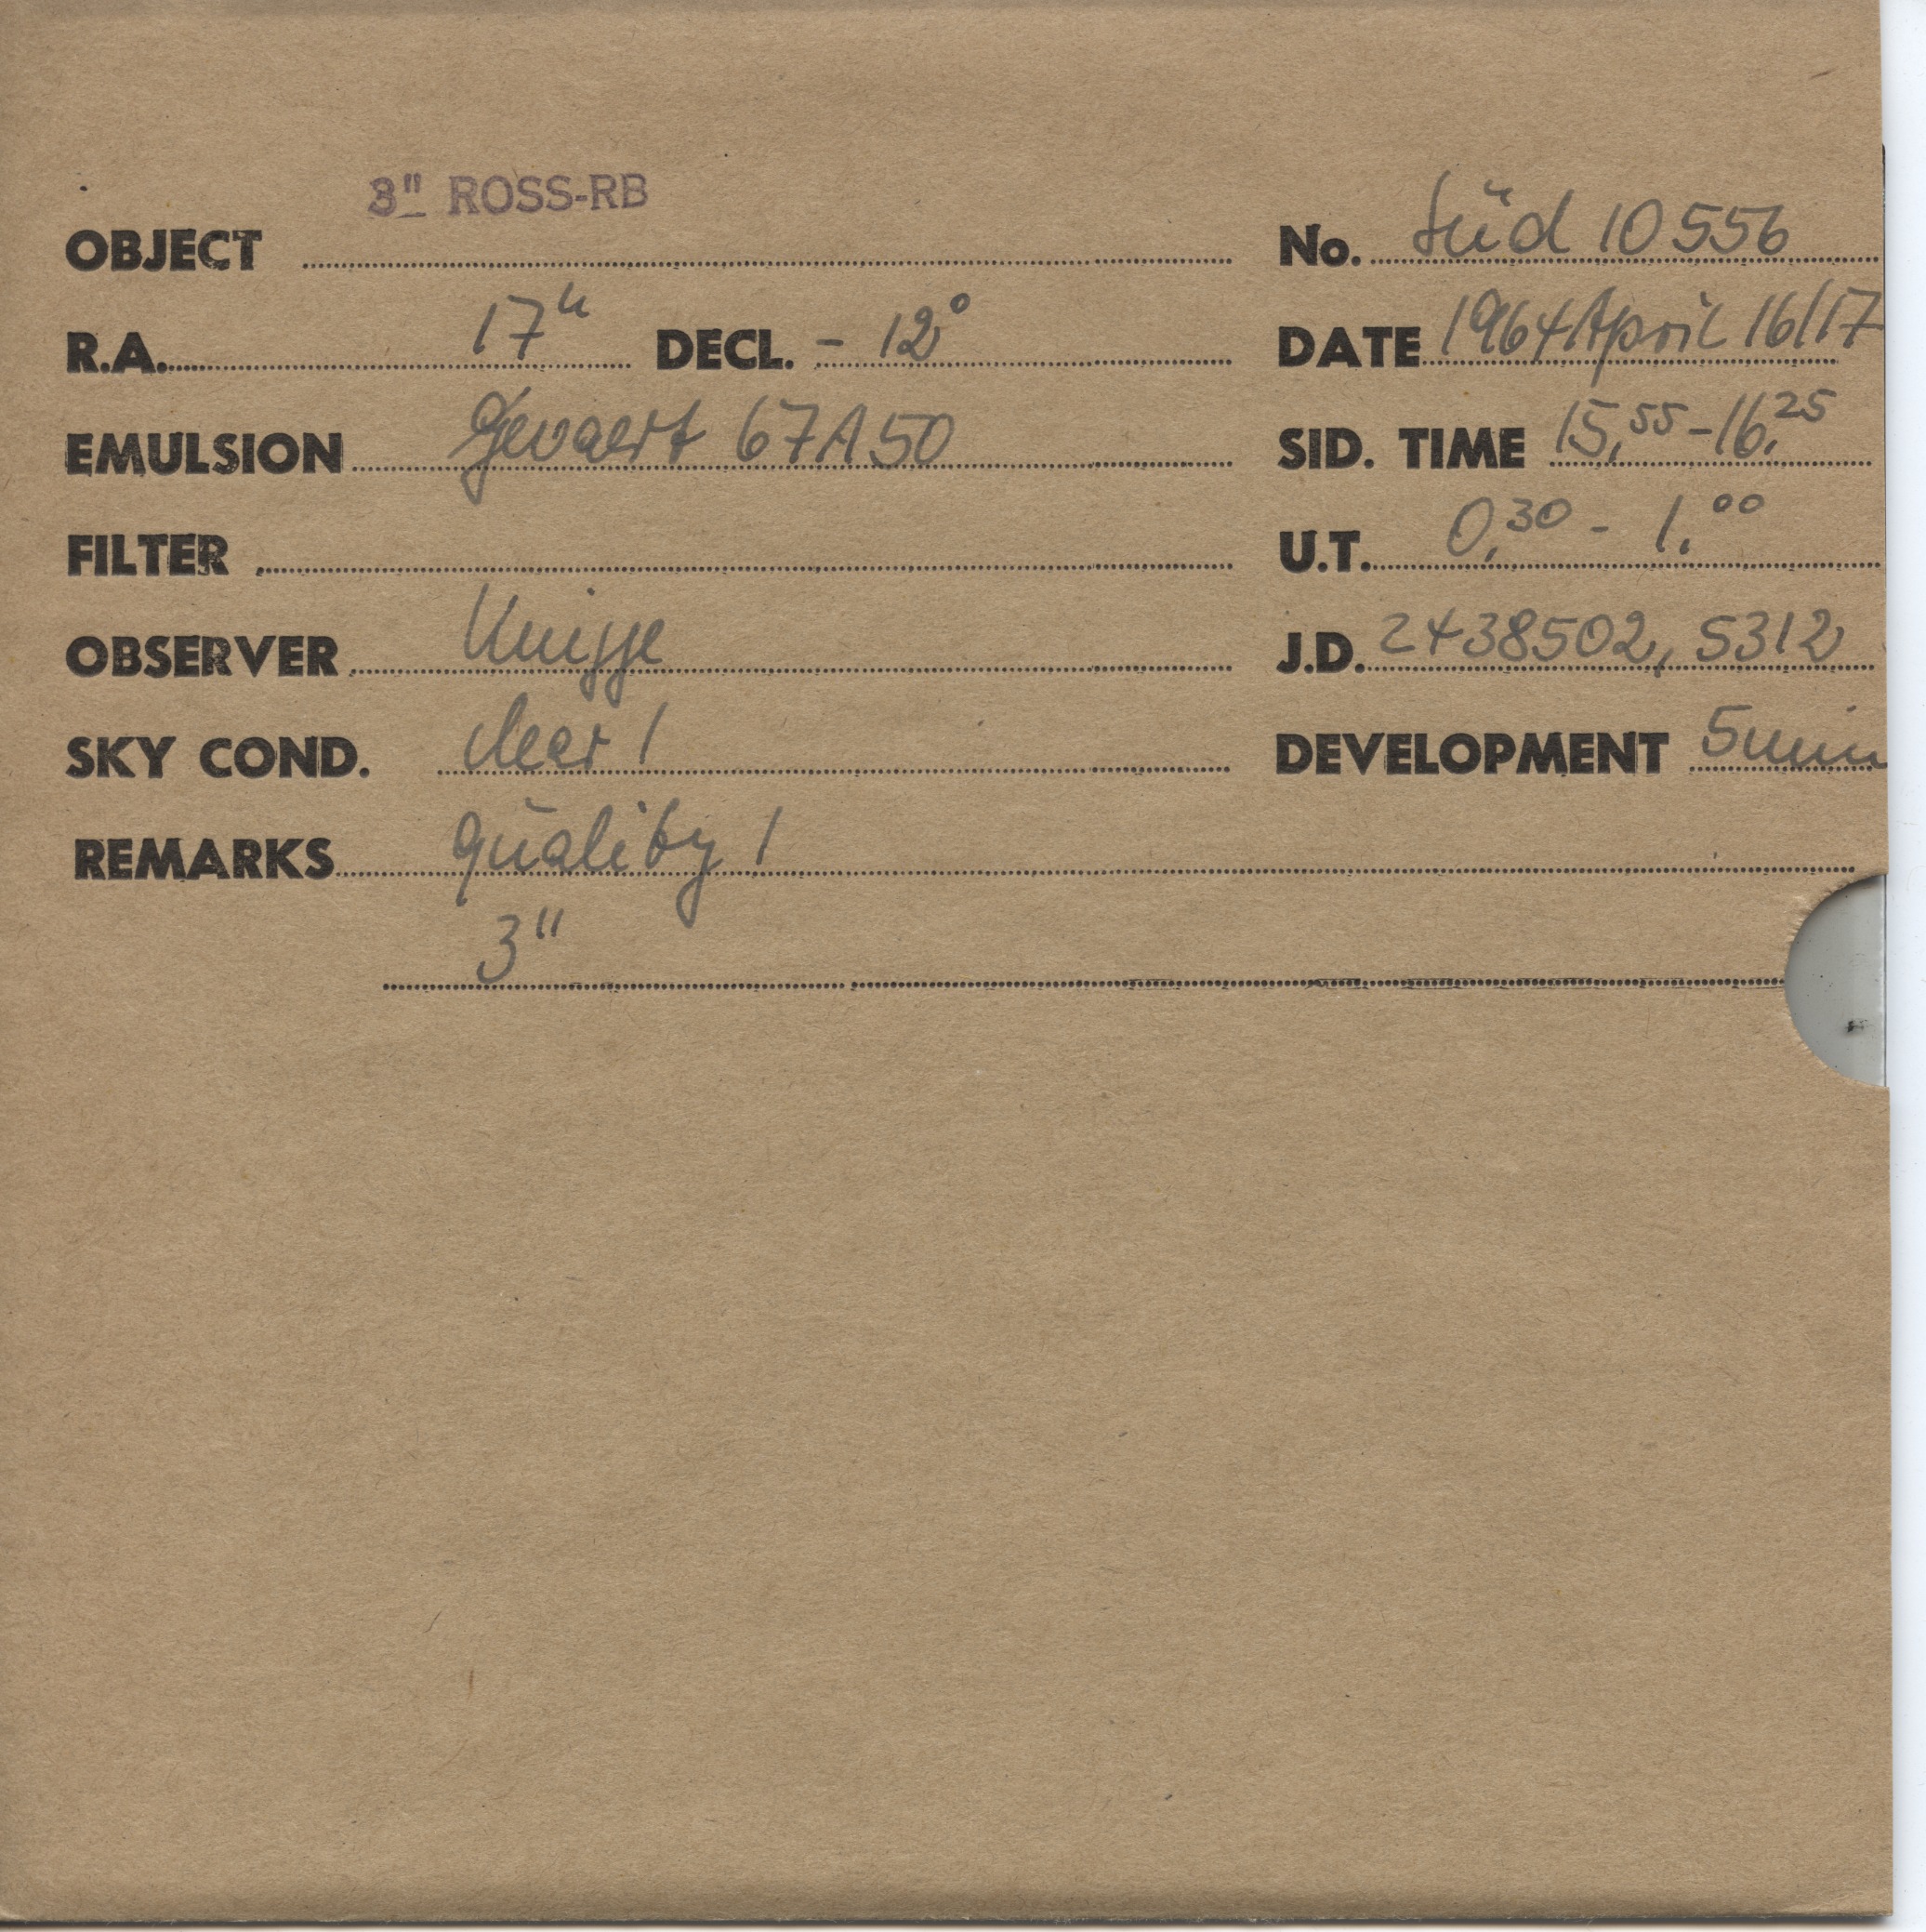 3" ROSS-RB
OBJECT No. Süd 10556
R.A. 17h DECL. - 12° DATE 1964 April 16/17
EMULSION Gevaert 67A50 SID. TIME 15,55 - 16,25
FILTER U.T. 0,30 - 1,00
OBSERVER Knigge J.D. 2438502,5312
SKY COND. clear 1 DEVELOPMENT 5min
REMARKS quality 1
3"